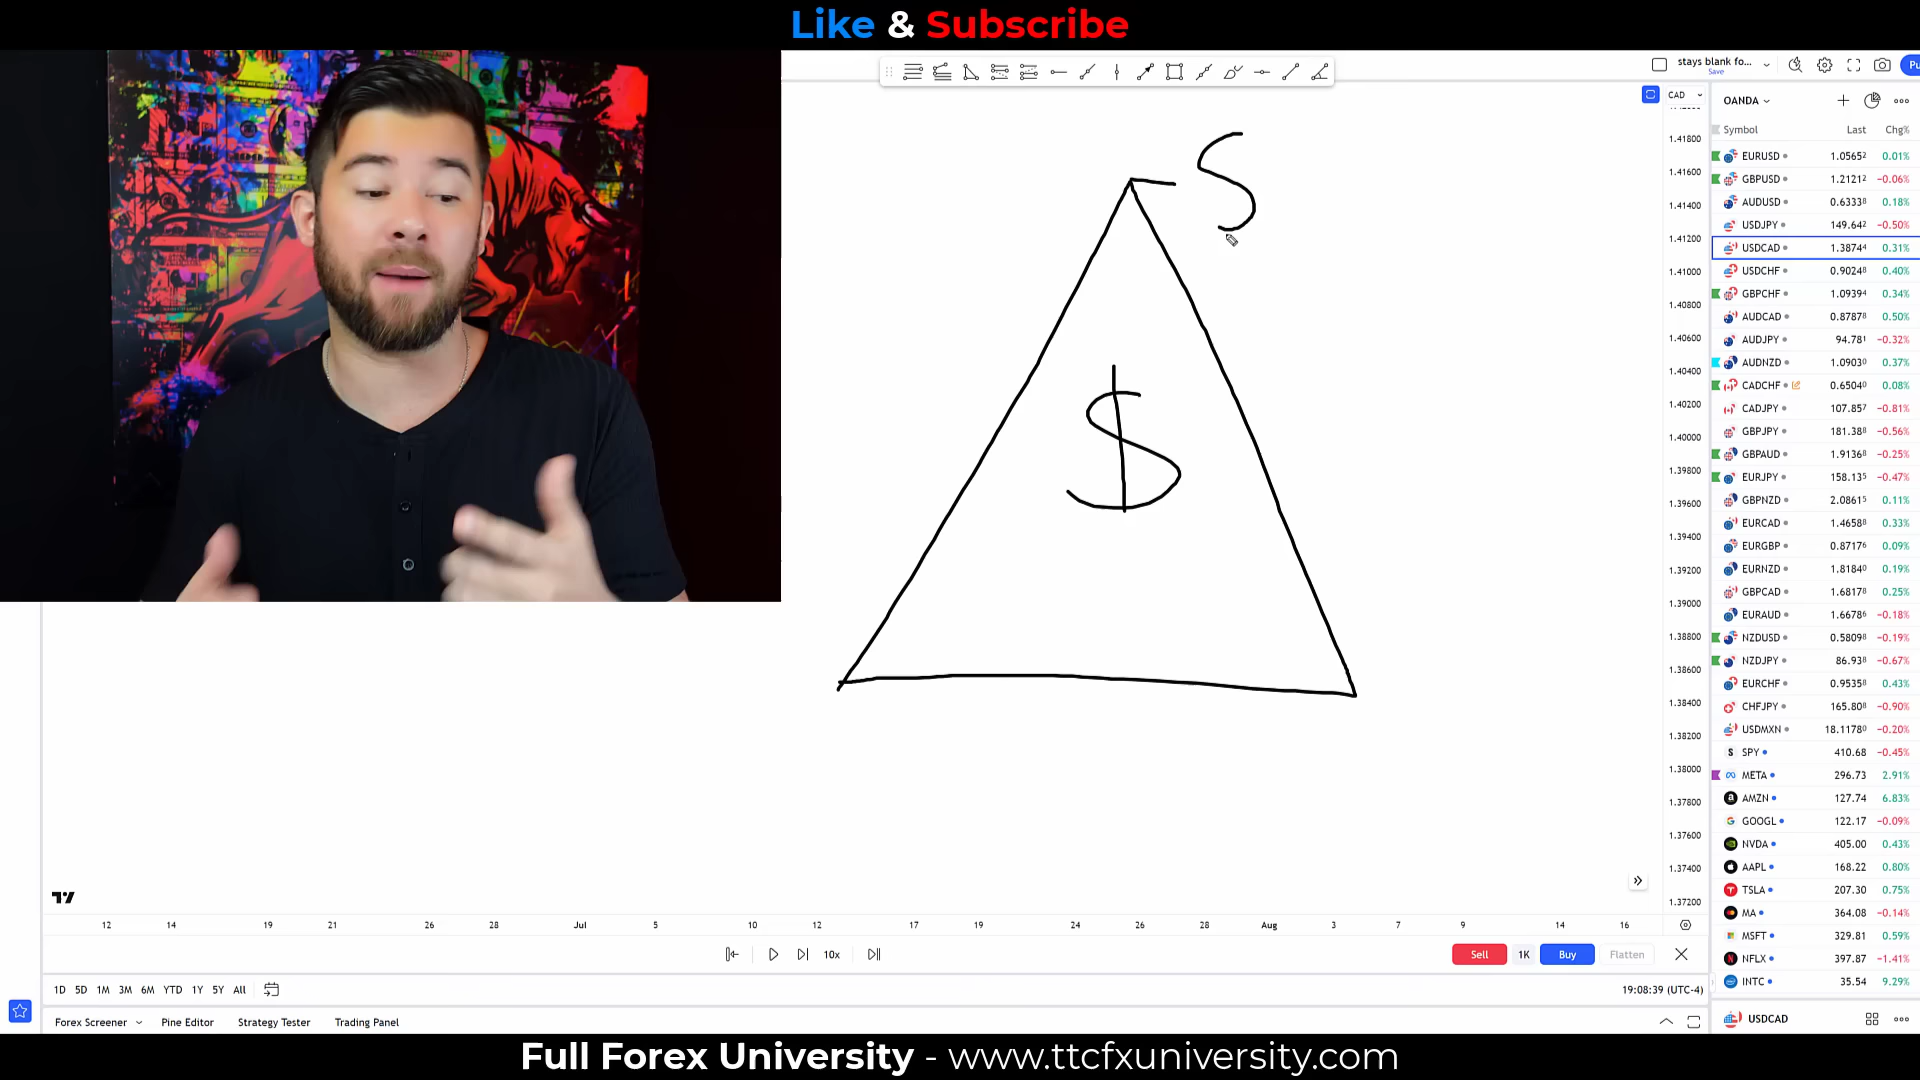 Like & Subscribe
stays blank fo...
Save
Pu
CAD
OANDA
Symbol Last Chg%
EURUSD 1.05652 0.01%
GBPUSD 1.21212 −0.06%
AUDUSD 0.63338 0.18%
USDJPY 149.642 −0.50%
USDCAD 1.38744 0.31%
USDCHF 0.90248 0.40%
GBPCHF 1.09394 0.34%
AUDCAD 0.87878 0.50%
AUDJPY 94.781 −0.32%
AUDNZD 1.09030 0.37%
CADCHF 0.65040 0.08%
CADJPY 107.857 −0.81%
GBPJPY 181.388 −0.56%
GBPAUD 1.91368 −0.25%
EURJPY 158.135 −0.47%
GBPNZD 2.08615 0.11%
EURCAD 1.46588 0.33%
EURGBP 0.87176 0.09%
EURNZD 1.81840 0.19%
GBPCAD 1.68178 0.25%
EURAUD 1.66786 −0.18%
NZDUSD 0.58098 −0.19%
NZDJPY 86.938 −0.67%
EURCHF 0.95358 0.43%
CHFJPY 165.808 −0.90%
USDMXN 18.11780 −0.20%
SPY 410.68 −0.45%
META 296.73 2.91%
AMZN 127.74 6.83%
GOOGL 122.17 −0.09%
NVDA 405.00 0.43%
AAPL 168.22 0.80%
TSLA 207.30 0.75%
MA 364.08 −0.14%
MSFT 329.81 0.59%
NFLX 397.87 −1.41%
INTC 35.54 9.29%
USDCAD
1.41800
1.41600
1.41400
1.41200
1.41000
1.40800
1.40600
1.40400
1.40200
1.40000
1.39800
1.39600
1.39400
1.39200
1.39000
1.38800
1.38600
1.38400
1.38200
1.38000
1.37800
1.37600
1.37400
1.37200
S
$
12 14 19 21 26 28 Jul 5 10 12 17 19 24 26 28 Aug 3 7 9 14 16
10x
Sell 1K Buy Flatten
1D 5D 1M 3M 6M YTD 1Y 5Y All
19:08:39 (UTC-4)
Forex Screener Pine Editor Strategy Tester Trading Panel
Full Forex University - www.ttcfxuniversity.com